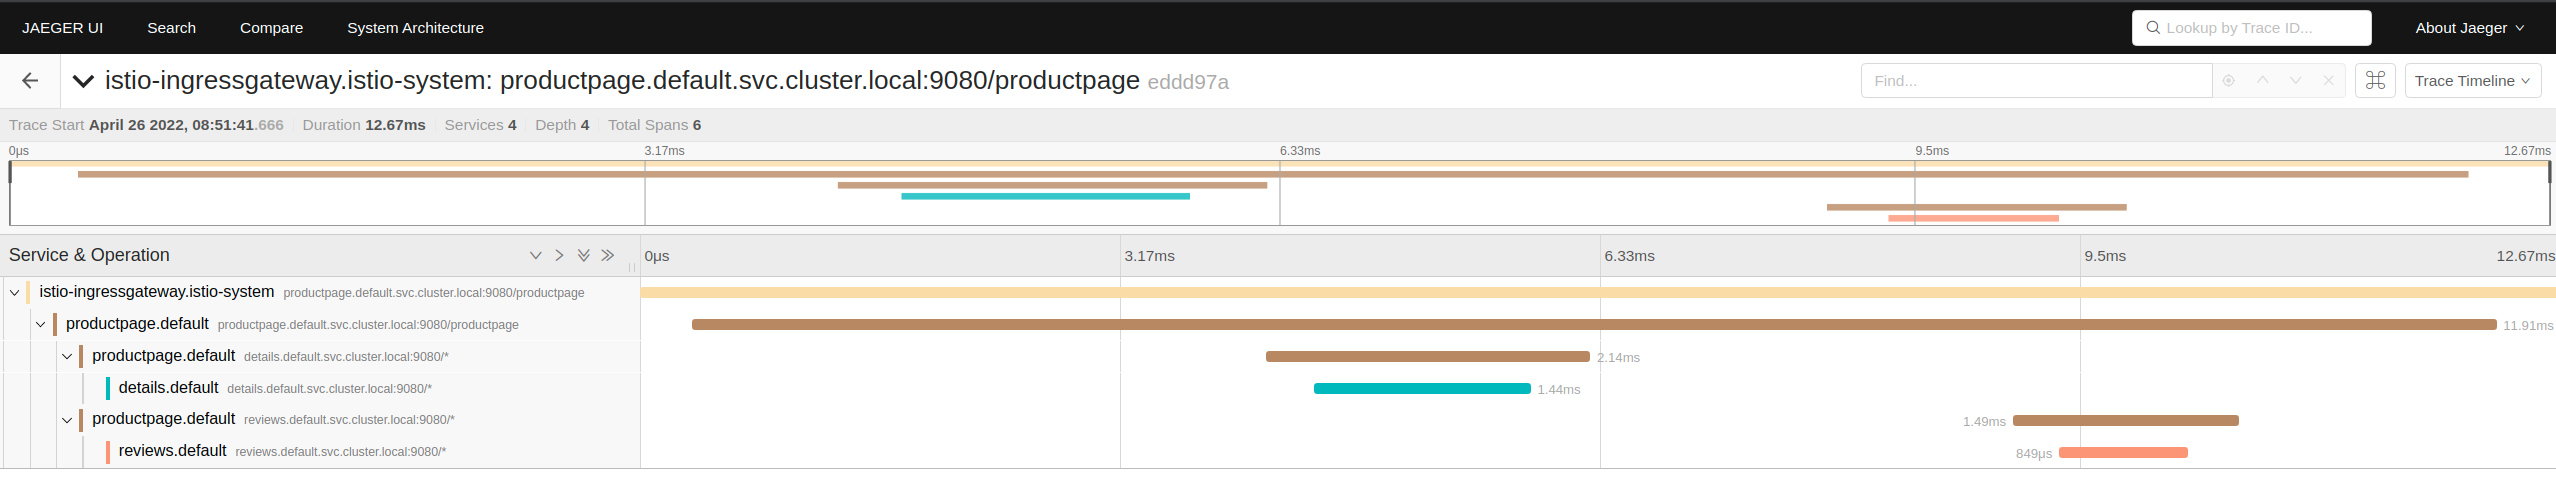 JAEGER UI Search Compare System Architecture Lookup by Trace ID... About Jaeger
istio-ingressgateway.istio-system: productpage.default.svc.cluster.local:9080/productpage eddd97a Find... Trace Timeline
Trace Start April 26 2022, 08:51:41.666 Duration 12.67ms Services 4 Depth 4 Total Spans 6
0μs 3.17ms 6.33ms 9.5ms 12.67ms
Service & Operation 0μs 3.17ms 6.33ms 9.5ms 12.67ms
istio-ingressgateway.istio-system productpage.default.svc.cluster.local:9080/productpage
productpage.default productpage.default.svc.cluster.local:9080/productpage 11.91ms
productpage.default details.default.svc.cluster.local:9080/* 2.14ms
details.default details.default.svc.cluster.local:9080/* 1.44ms
productpage.default reviews.default.svc.cluster.local:9080/* 1.49ms
reviews.default reviews.default.svc.cluster.local:9080/* 849μs